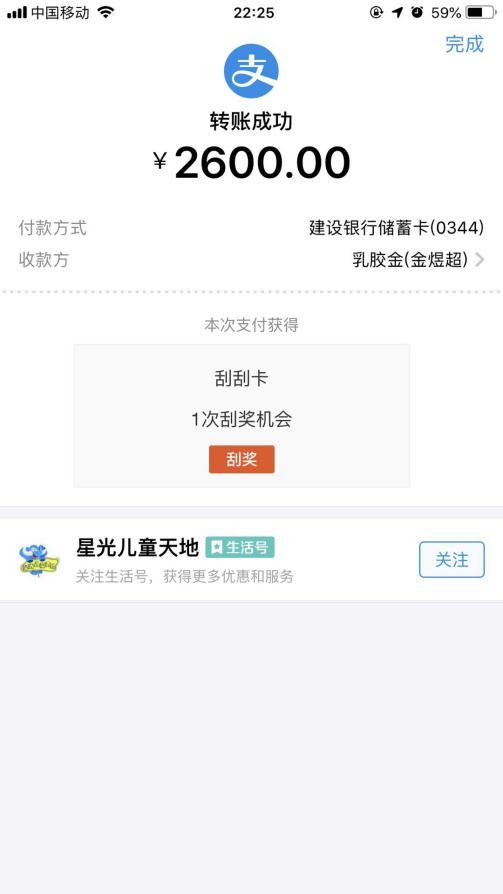 中国移动 22:25 59%
完成
支
转账成功
￥2600.00
付款方式 建设银行储蓄卡(0344)
收款方 乳胶金(金煜超)
本次支付获得
刮刮卡
1次刮奖机会
刮奖
星光儿童天地 生活号
关注生活号，获得更多优惠和服务
关注